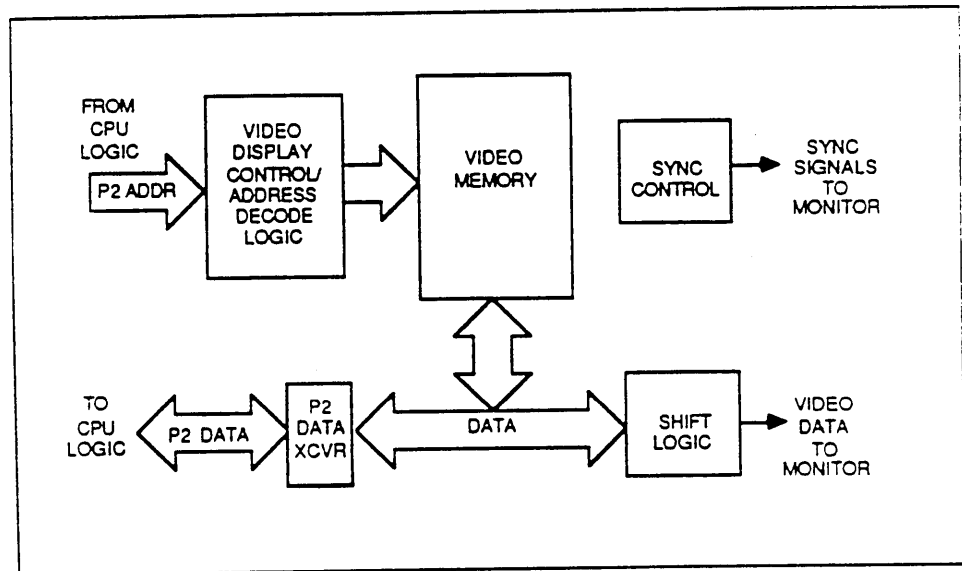 FROM
CPU
LOGIC
P2 ADDR
VIDEO
DISPLAY
CONTROL/
ADDRESS
DECODE
LOGIC
VIDEO
MEMORY
SYNC
CONTROL
SYNC
SIGNALS
TO
MONITOR
TO
CPU
LOGIC
P2 DATA
P2
DATA
XCVR
DATA
SHIFT
LOGIC
VIDEO
DATA
TO
MONITOR